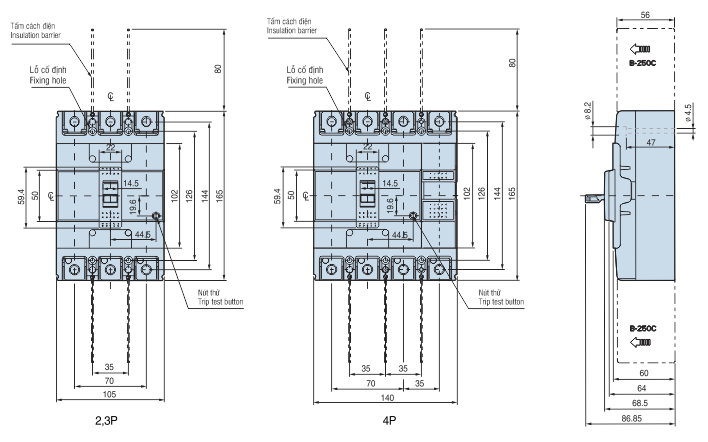 Tấm cách điện
Insulation barrier
Lỗ cố định
Fixing hole
80
22
14.5
19.6
44.5
59.4
50
102
126
144
165
Nút thử
Trip test button
35
70
105
2,3P
Tấm cách điện
Insulation barrier
Lỗ cố định
Fixing hole
80
22
14.5
19.6
44.5
59.4
50
102
126
144
165
Nút thử
Trip test button
35
35
70
35
140
4P
56
B-250C
ø 8.2
ø 4.5
47
B-250C
60
64
68.5
86.85